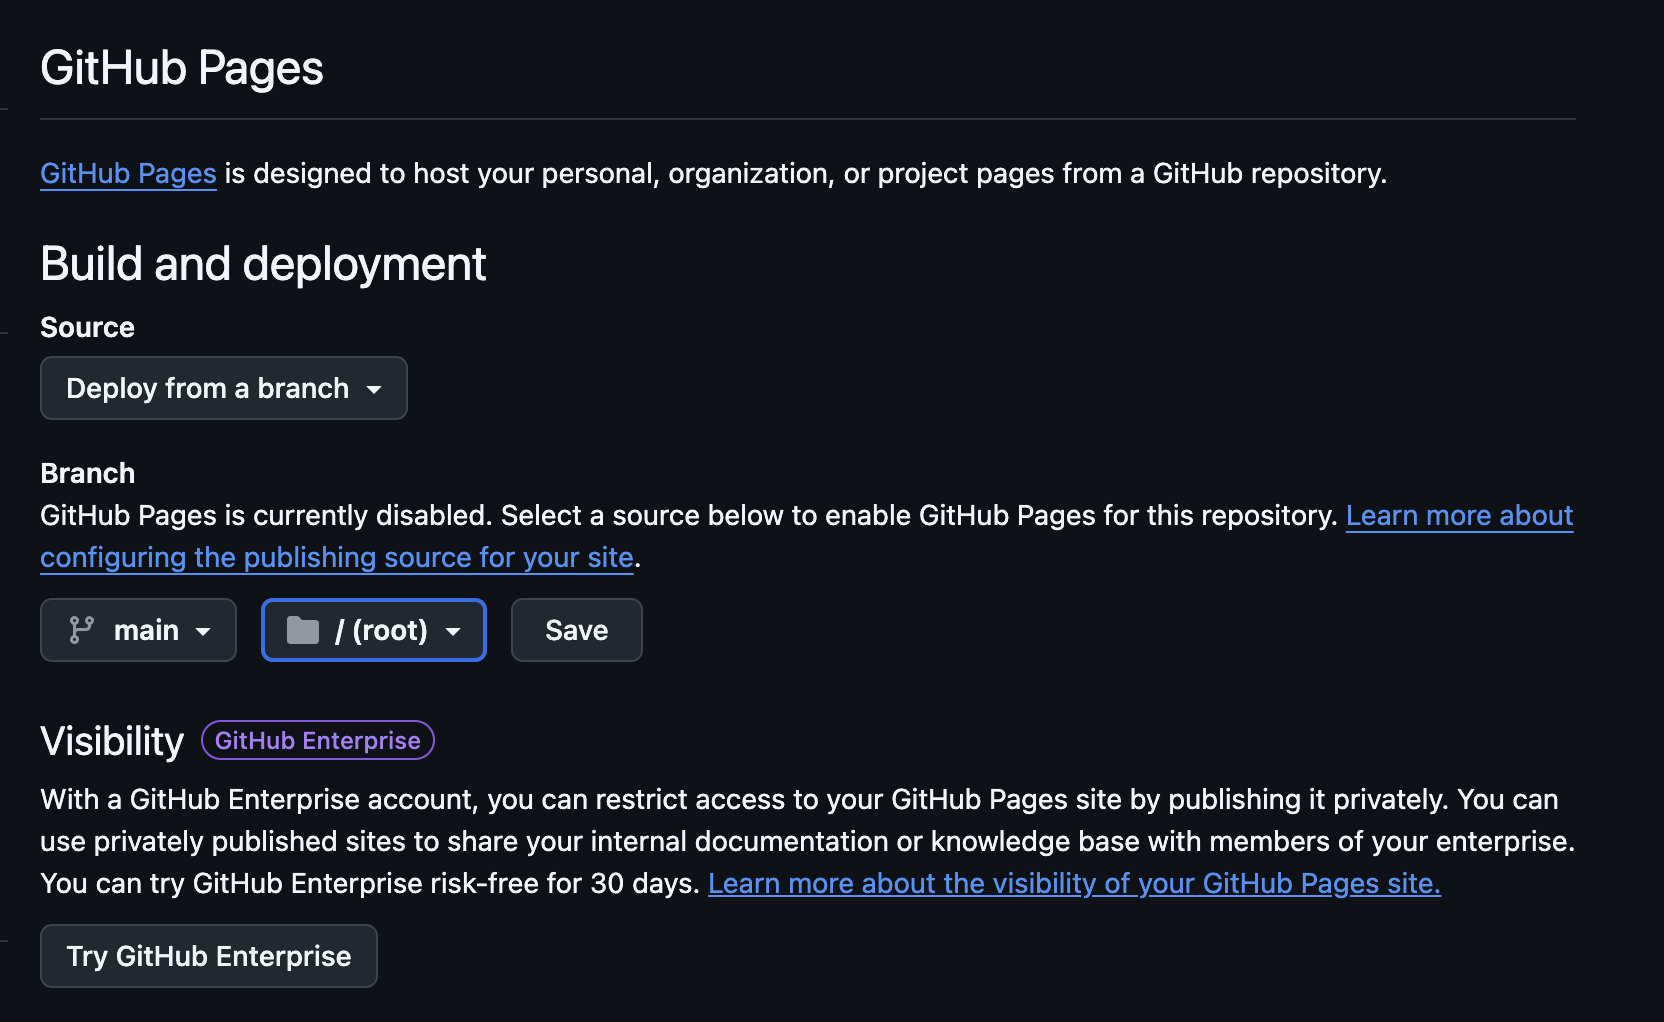 GitHub Pages
GitHub Pages is designed to host your personal, organization, or project pages from a GitHub repository.
Build and deployment
Source
Deploy from a branch
Branch
GitHub Pages is currently disabled. Select a source below to enable GitHub Pages for this repository. Learn more about
configuring the publishing source for your site.
main / (root) Save
Visibility GitHub Enterprise
With a GitHub Enterprise account, you can restrict access to your GitHub Pages site by publishing it privately. You can
use privately published sites to share your internal documentation or knowledge base with members of your enterprise.
You can try GitHub Enterprise risk-free for 30 days. Learn more about the visibility of your GitHub Pages site.
Try GitHub Enterprise